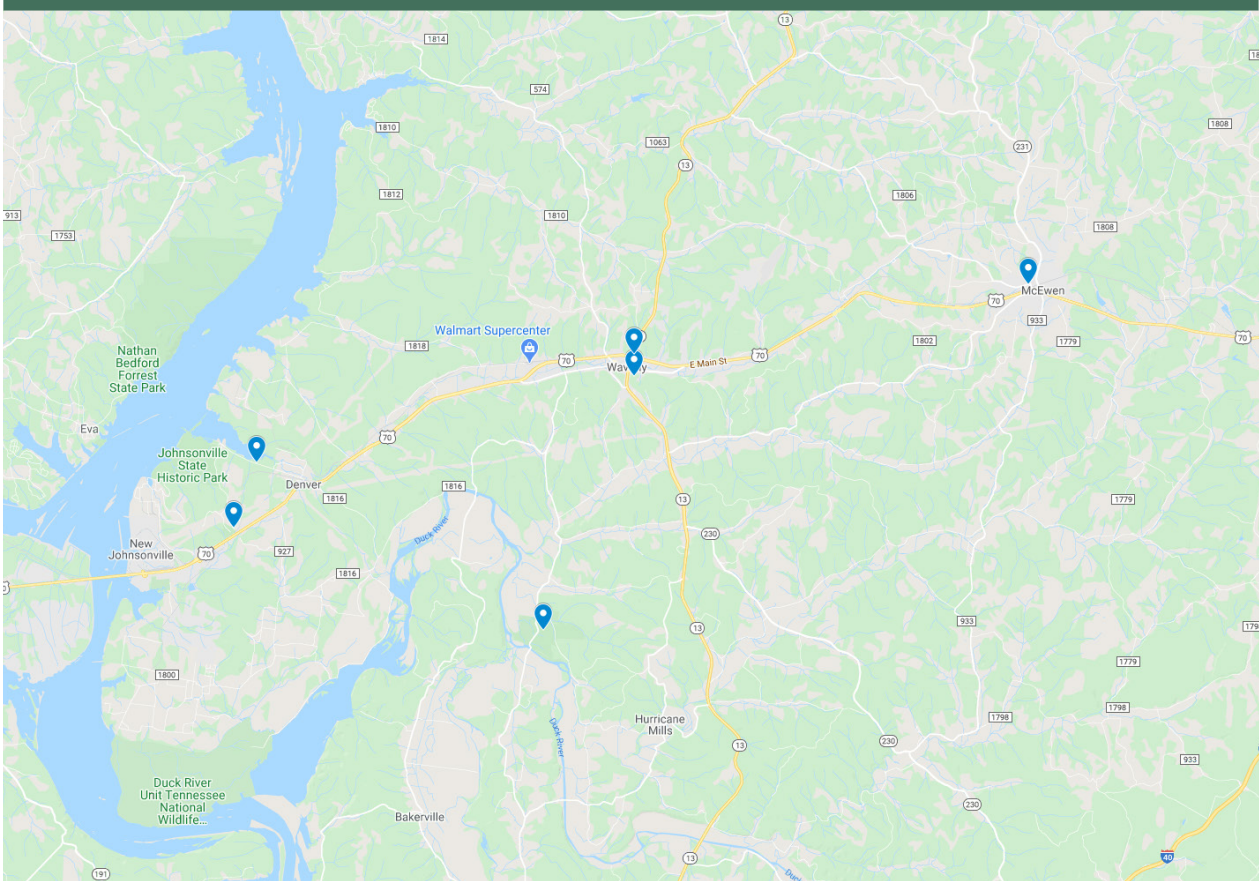 13
1814
574
1810
1063
13
231
1808
1812
1806
913
1753
1810
1808
McEwen
70
933
1802
1779
70
Walmart Supercenter
1818
70
Waverly
E Main St
70
Nathan
Bedford
Forrest
State Park
Eva
70
Johnsonville
State
Historic Park
Denver
1816
1816
13
1779
New
Johnsonville
70
927
Duck River
230
1816
933
13
1800
1779
Duck River
Hurricane
Mills
1798
1798
13
230
933
Duck River
Unit Tennessee
National
Wildlife...
Bakerville
230
13
40
191